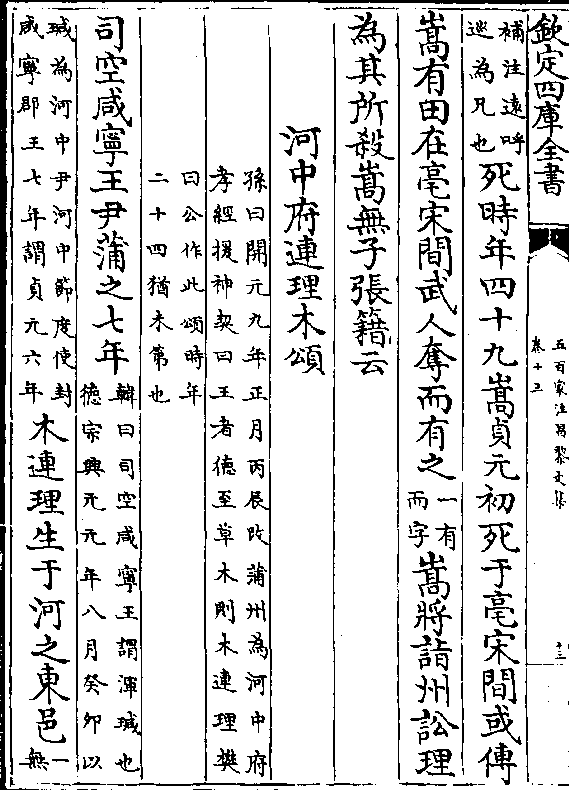 欽定四庫全書
五百家注昌黎文集
卷十三
十三
補注遠呼
巡為兄也
死時年四十九嵩貞元初死于亳宋間或傳
嵩有田在亳宋間武人奪而有之
一有
而字
嵩將詣州訟理
為其所殺嵩無子張籍云
河中府連理木頌
孫曰開元九年正月丙辰改蒲州為河中府
孝經援神契曰王者德至草木則木連理樊
曰公作此頌時年
二十四猶未第也
司空咸寧王尹蒲之七年
韓曰司空咸寧王謂渾瑊也
德宗興元元年八月癸卯以
瑊為河中尹河中節度使封
咸寧郡王七年謂貞元六年
木連理生于河之東邑
一
無